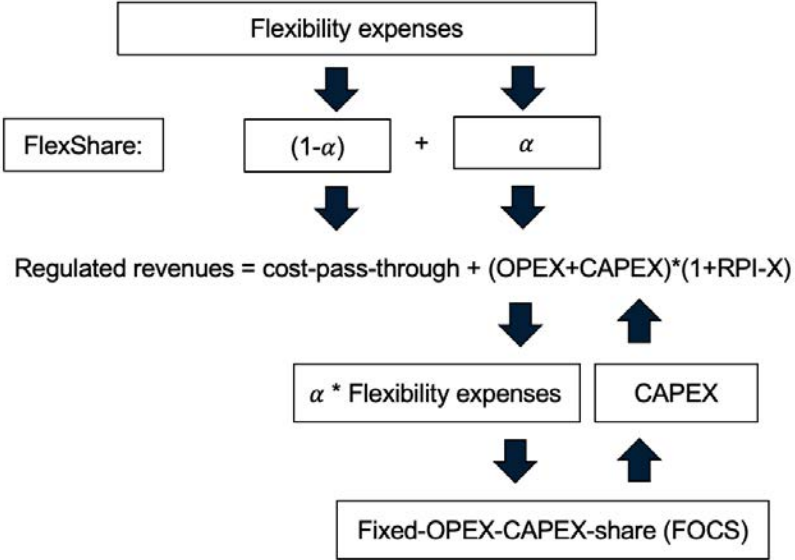 Flexibility expenses
FlexShare:
(1-α)
+
α
Regulated revenues = cost-pass-through + (OPEX+CAPEX)*(1+RPI-X)
α * Flexibility expenses
CAPEX
Fixed-OPEX-CAPEX-share (FOCS)